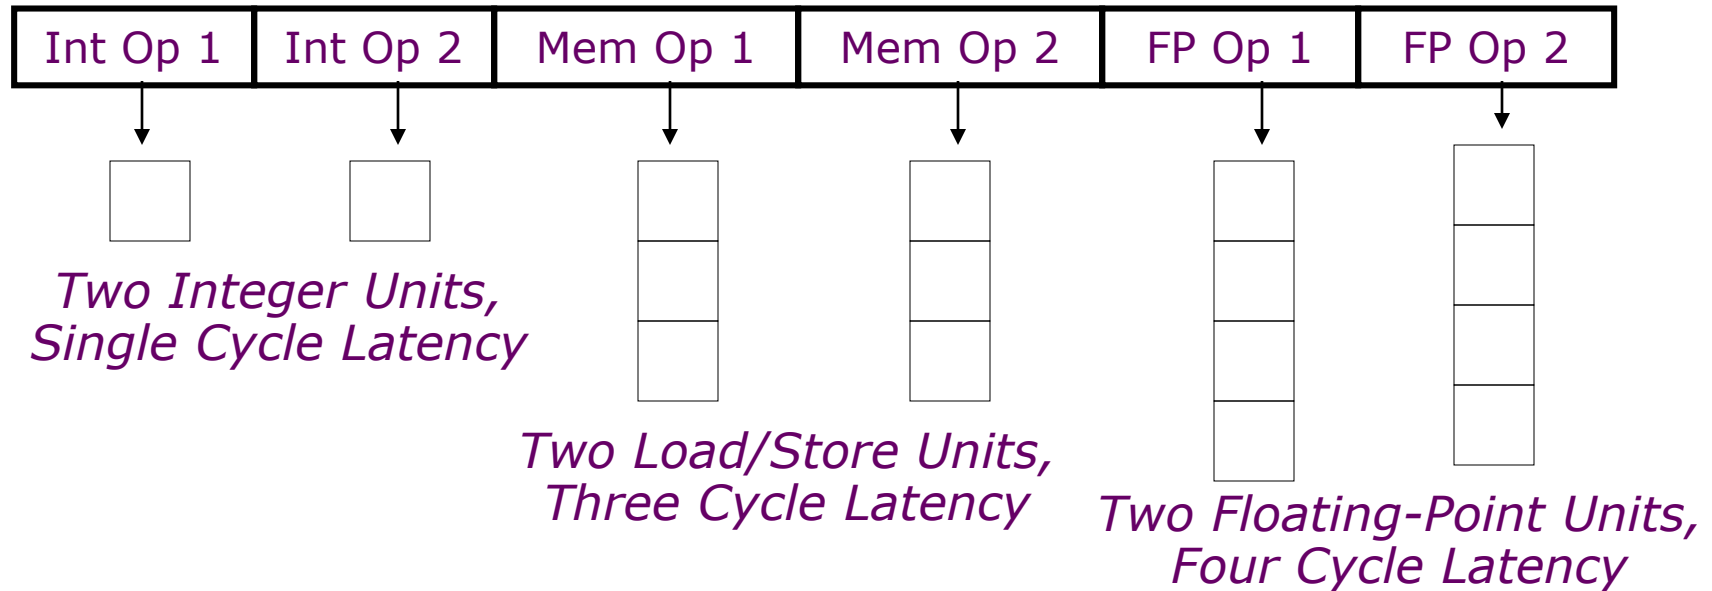 Int Op 1 Int Op 2 Mem Op 1 Mem Op 2 FP Op 1 FP Op 2
Two Integer Units,
Single Cycle Latency
Two Load/Store Units,
Three Cycle Latency
Two Floating-Point Units,
Four Cycle Latency